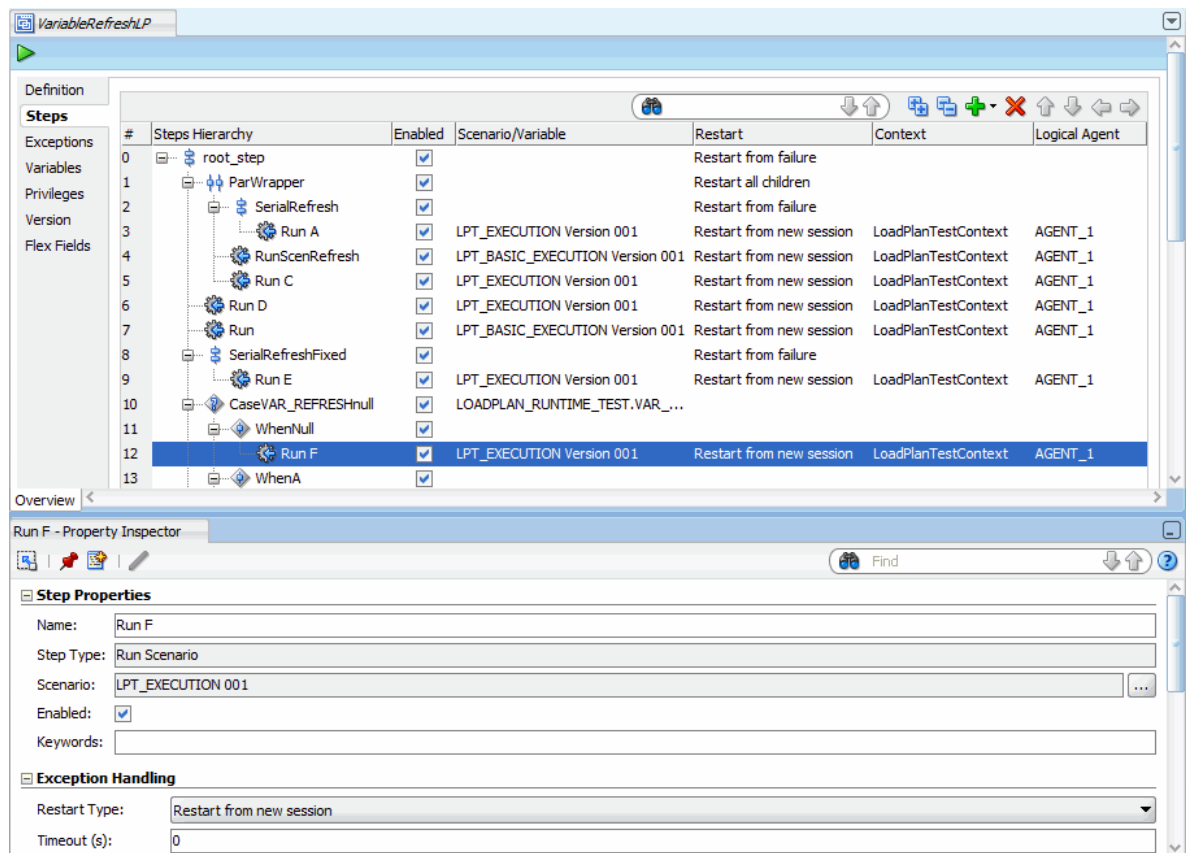 VariableRefreshLP
Definition
Steps
Exceptions
Variables
Privileges
Version
Flex Fields
# Steps Hierarchy Enabled Scenario/Variable Restart Context Logical Agent
0 root_step Restart from failure
1 ParWrapper Restart all children
2 SerialRefresh Restart from failure
3 Run A LPT_EXECUTION Version 001 Restart from new session LoadPlanTestContext AGENT_1
4 RunScenRefresh LPT_BASIC_EXECUTION Version 001 Restart from new session LoadPlanTestContext AGENT_1
5 Run C LPT_EXECUTION Version 001 Restart from new session LoadPlanTestContext AGENT_1
6 Run D LPT_EXECUTION Version 001 Restart from new session LoadPlanTestContext AGENT_1
7 Run LPT_BASIC_EXECUTION Version 001 Restart from new session LoadPlanTestContext AGENT_1
8 SerialRefreshFixed Restart from failure
9 Run E LPT_EXECUTION Version 001 Restart from new session LoadPlanTestContext AGENT_1
10 CaseVAR_REFRESHnull LOADPLAN_RUNTIME_TEST.VAR_...
11 WhenNull
12 Run F LPT_EXECUTION Version 001 Restart from new session LoadPlanTestContext AGENT_1
13 WhenA
Overview
Run F - Property Inspector
Find
Step Properties
Name: Run F
Step Type: Run Scenario
Scenario: LPT_EXECUTION 001 ...
Enabled:
Keywords:
Exception Handling
Restart Type: Restart from new session
Timeout (s): 0